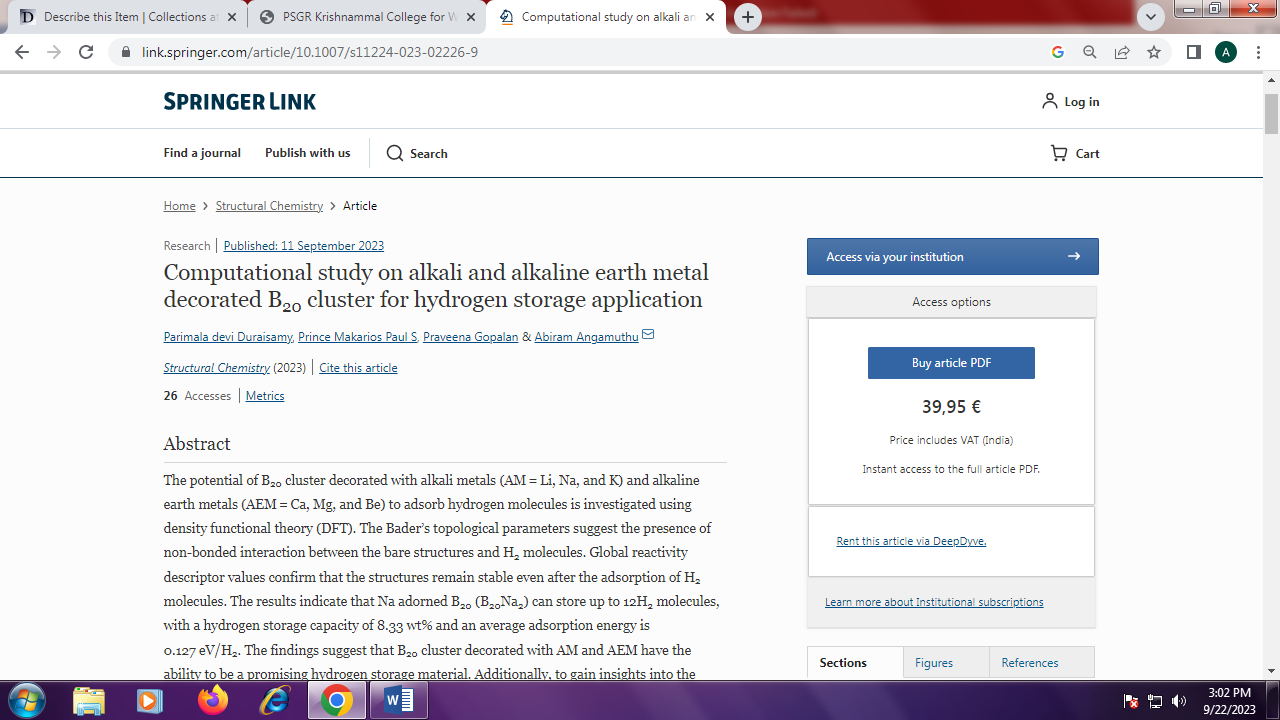 Describe this Item | Collections at
PSGR Krishnammal College for W
Computational study on alkali an
link.springer.com/article/10.1007/s11224-023-02226-9
A
SPRINGER LINK
Log in
Find a journal
Publish with us
Search
Cart
Home > Structural Chemistry > Article
Research | Published: 11 September 2023
Computational study on alkali and alkaline earth metal
decorated B₂₀ cluster for hydrogen storage application
Parimala devi Duraisamy, Prince Makarios Paul S, Praveena Gopalan & Abiram Angamuthu
Structural Chemistry (2023) | Cite this article
26 Accesses | Metrics
Abstract
The potential of B₂₀ cluster decorated with alkali metals (AM = Li, Na, and K) and alkaline
earth metals (AEM = Ca, Mg, and Be) to adsorb hydrogen molecules is investigated using
density functional theory (DFT). The Bader's topological parameters suggest the presence of
non-bonded interaction between the bare structures and H₂ molecules. Global reactivity
descriptor values confirm that the structures remain stable even after the adsorption of H₂
molecules. The results indicate that Na adorned B₂₀ (B₂₀Na₂) can store up to 12H₂ molecules,
with a hydrogen storage capacity of 8.33 wt% and an average adsorption energy is
0.127 eV/H₂. The findings suggest that B₂₀ cluster decorated with AM and AEM have the
ability to be a promising hydrogen storage material. Additionally, to gain insights into the
Access via your institution
Access options
Buy article PDF
39,95 €
Price includes VAT (India)
Instant access to the full article PDF.
Rent this article via DeepDyve.
Learn more about Institutional subscriptions
Sections
Figures
References
3:02 PM
9/22/2023